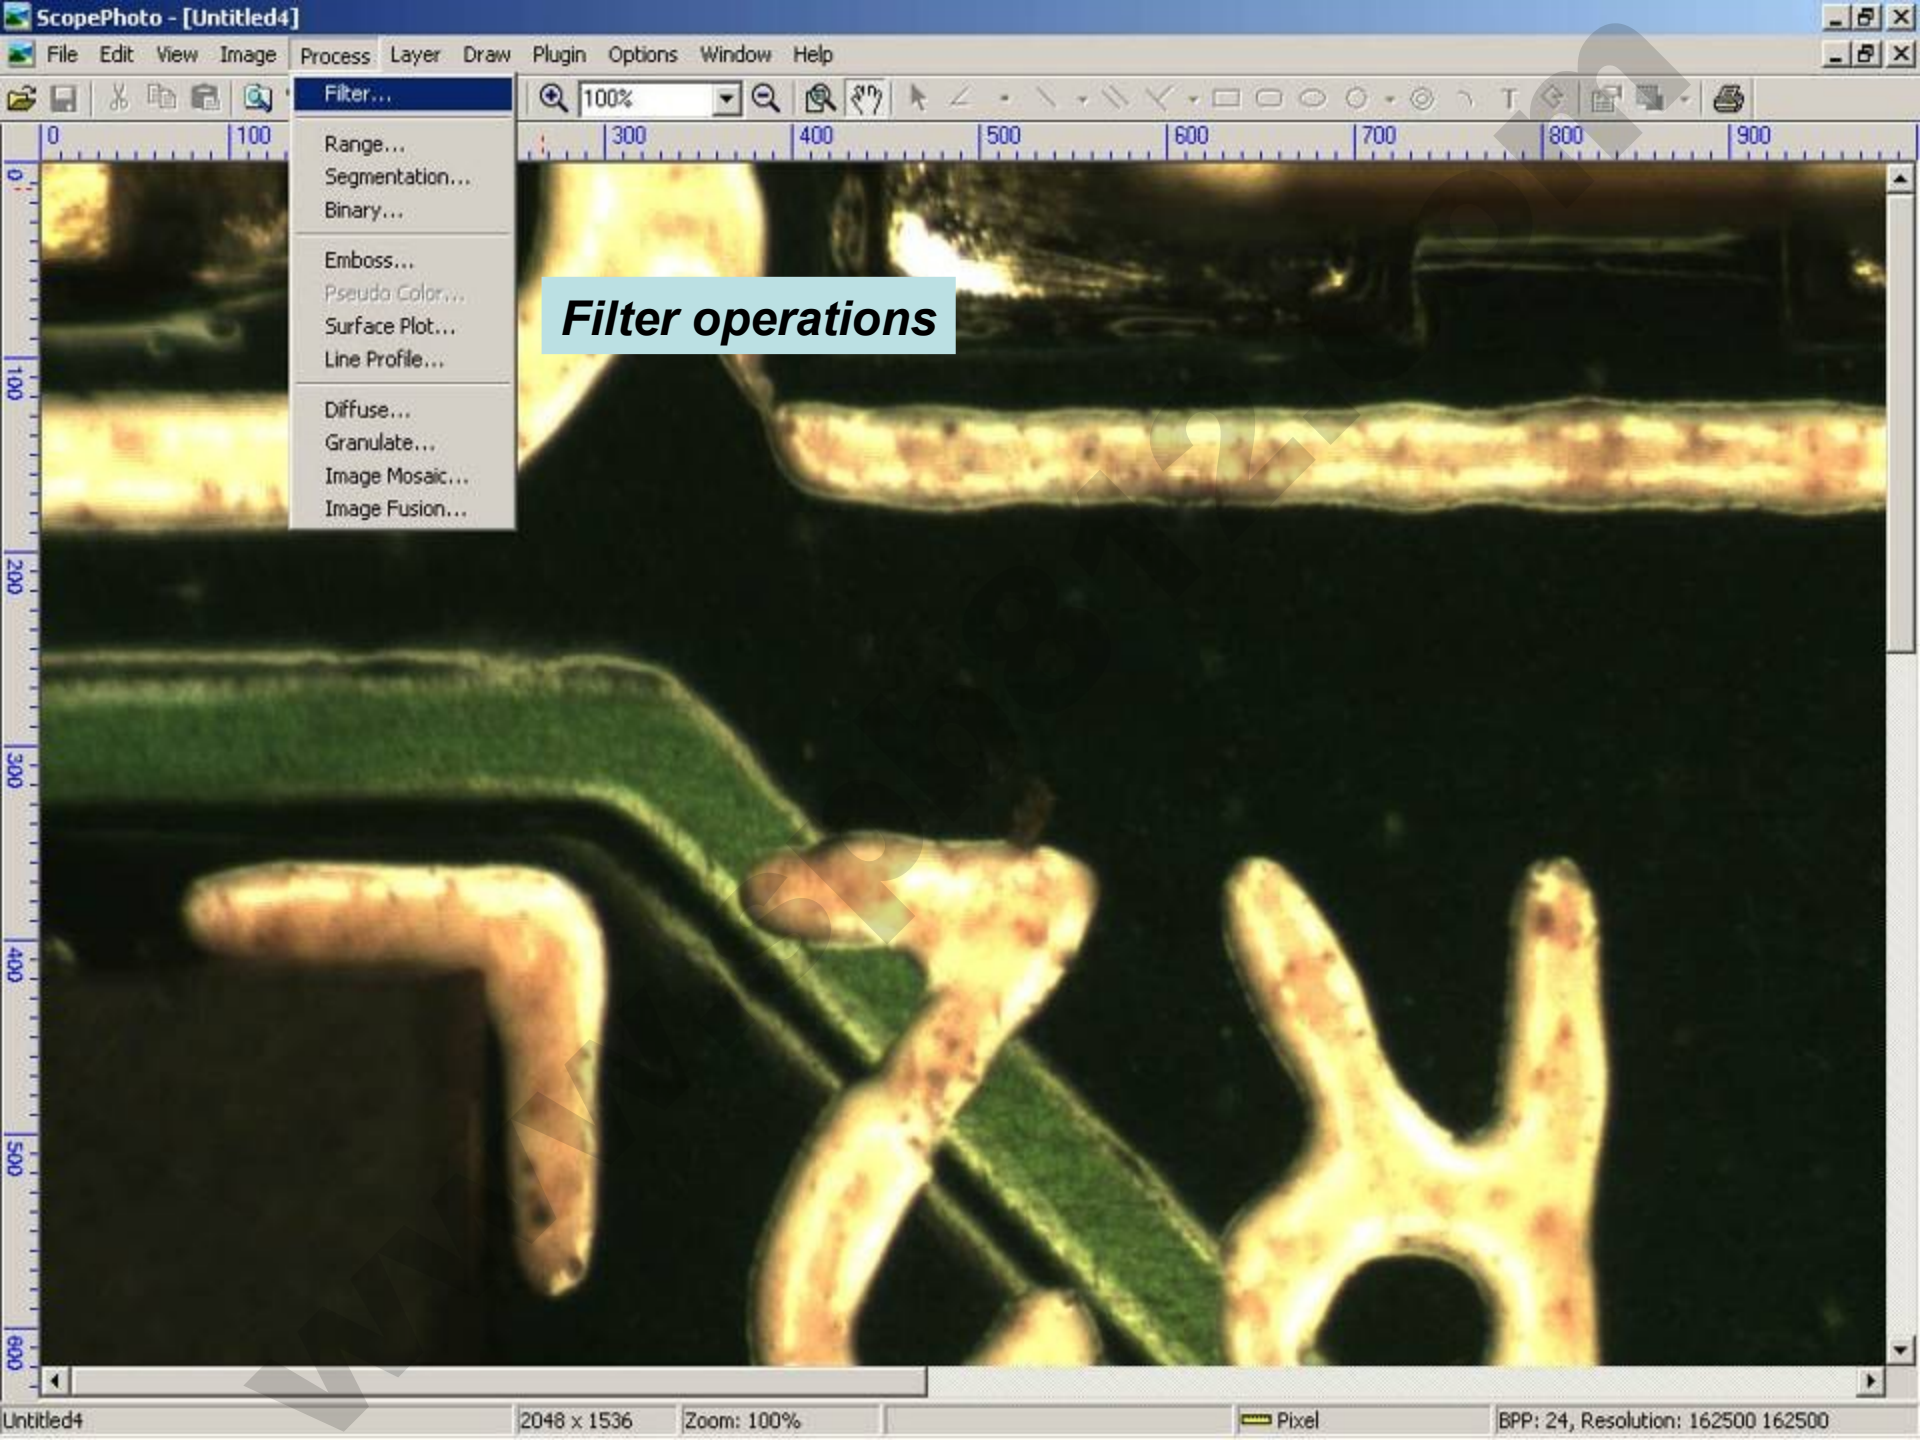 ScopePhoto - [Untitled4]
File Edit View Image Process Layer Draw Plugin Options Window Help
100%
0 100 300 400 500 600 700 800 900
Filter...
Range...
Segmentation...
Binary...
Emboss...
Pseudo Color...
Surface Plot...
Line Profile...
Diffuse...
Granulate...
Image Mosaic...
Image Fusion...
Filter operations
0
100
200
300
400
500
600
Untitled4 2048 x 1536 Zoom: 100% Pixel BPP: 24, Resolution: 162500 162500